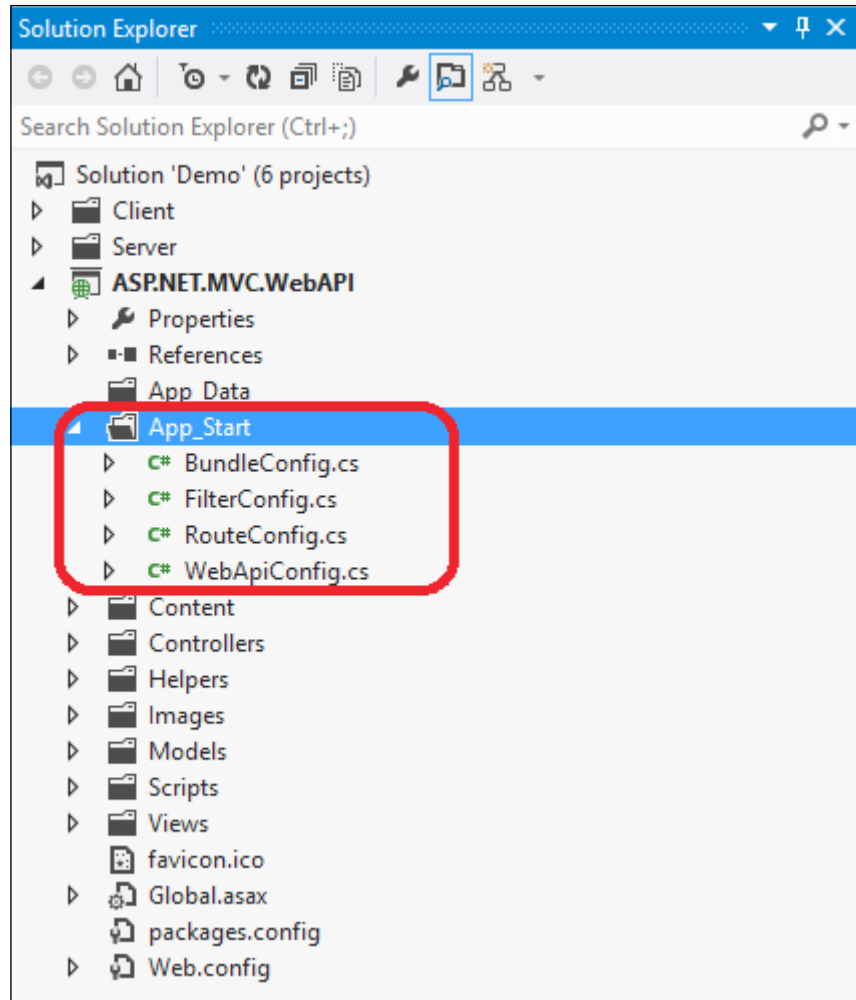 Solution Explorer
Search Solution Explorer (Ctrl+;)
Solution 'Demo' (6 projects)
Client
Server
ASP.NET.MVC.WebAPI
Properties
References
App_Data
App_Start
C# BundleConfig.cs
C# FilterConfig.cs
C# RouteConfig.cs
C# WebApiConfig.cs
Content
Controllers
Helpers
Images
Models
Scripts
Views
favicon.ico
Global.asax
packages.config
Web.config